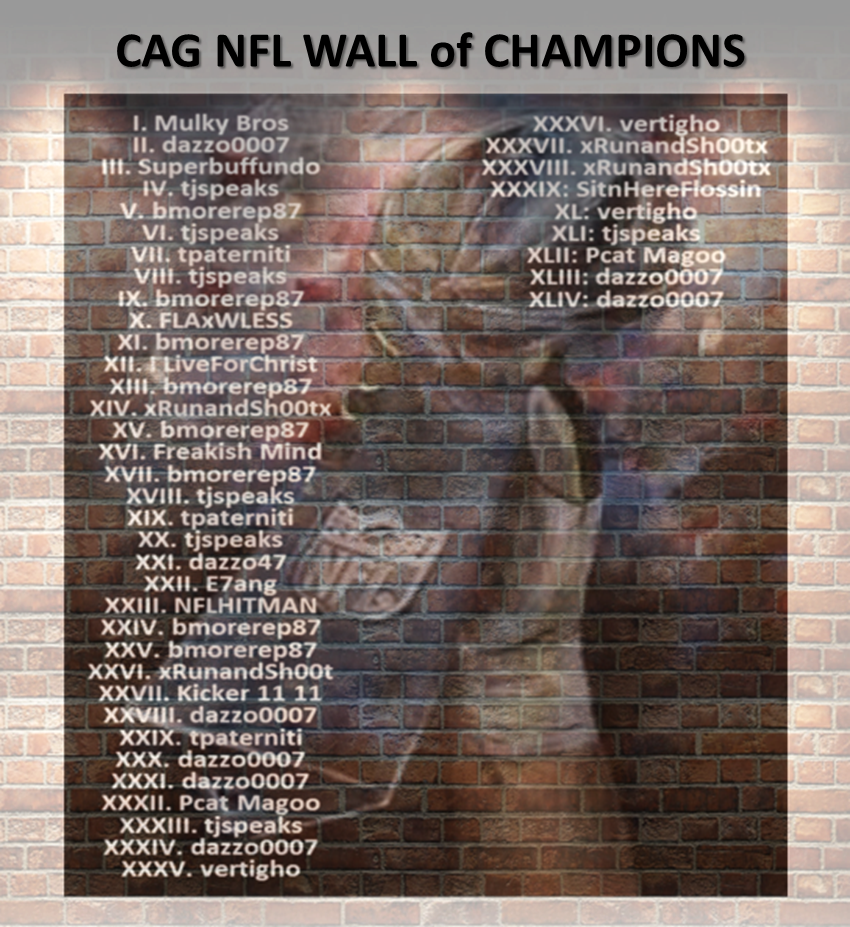 CAG NFL WALL of CHAMPIONS
I. Mulky Bros
II. dazzo0007
III. Superbuffundo
IV. tjspeaks
V. bmorerep87
VI. tjspeaks
VII. tpaterniti
VIII. tjspeaks
IX. bmorerep87
X. FLAxWLESS
XI. bmorerep87
XII. I LiveForChrist
XIII. bmorerep87
XIV. xRunandSh00tx
XV. bmorerep87
XVI. Freakish Mind
XVII. bmorerep87
XVIII. tjspeaks
XIX. tpaterniti
XX. tjspeaks
XXI. dazzo47
XXII. E7ang
XXIII. NFLHITMAN
XXIV. bmorerep87
XXV. bmorerep87
XXVI. xRunandSh00t
XXVII. Kicker 11 11
XXVIII. dazzo0007
XXIX. tpaterniti
XXX. dazzo0007
XXXI. dazzo0007
XXXII. Pcat Magoo
XXXIII. tjspeaks
XXXIV. dazzo0007
XXXV. vertigho
XXXVI. vertigho
XXXVII. xRunandSh00tx
XXXVIII. xRunandSh00tx
XXXIX: SitnHereFlossin
XL: vertigho
XLI: tjspeaks
XLII: Pcat Magoo
XLIII: dazzo0007
XLIV: dazzo0007